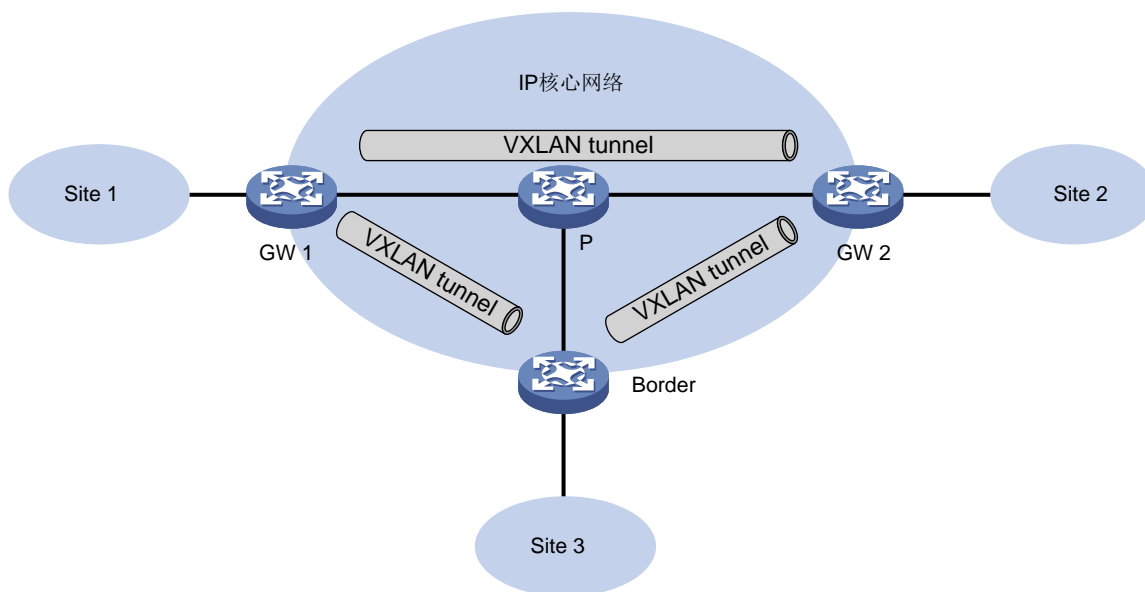 IP核心网络
VXLAN tunnel
Site 1
Site 2
GW 1
P
GW 2
VXLAN tunnel
VXLAN tunnel
Border
Site 3